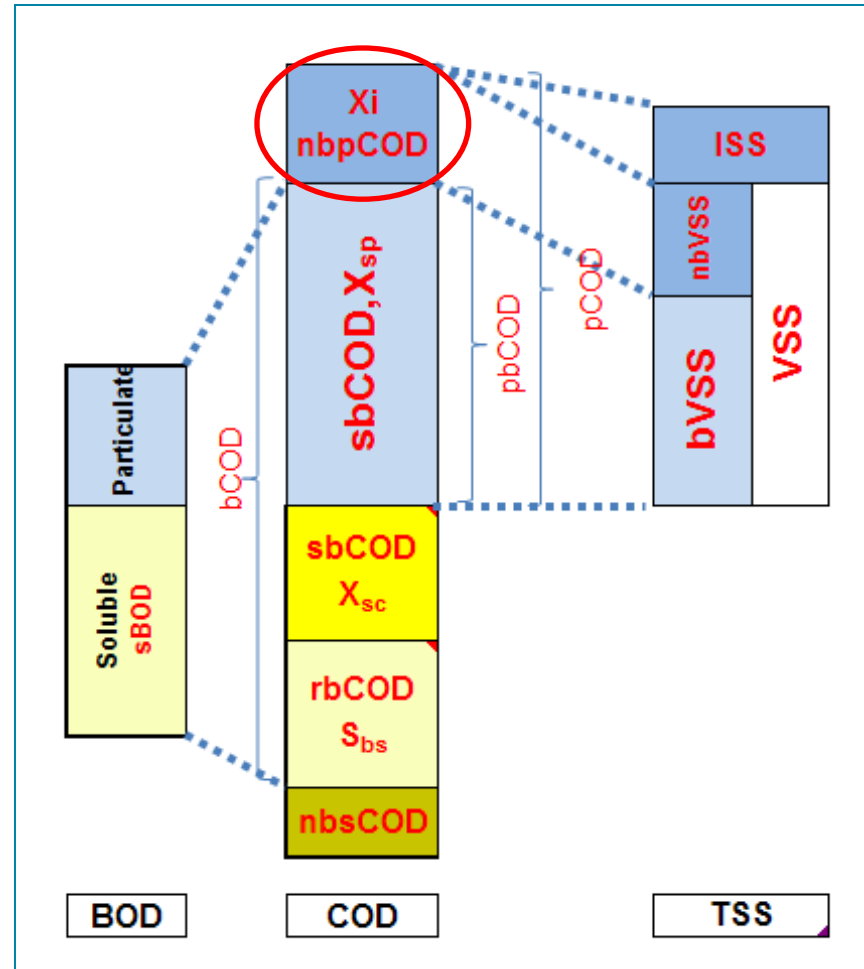 Xi
nbpCOD
ISS
nbVSS
VSS
bVSS
sbCOD,Xsp
pbCOD
pCOD
bCOD
Particulate
Soluble
sBOD
sbCOD
Xsc
rbCOD
Sbs
nbsCOD
BOD
COD
TSS